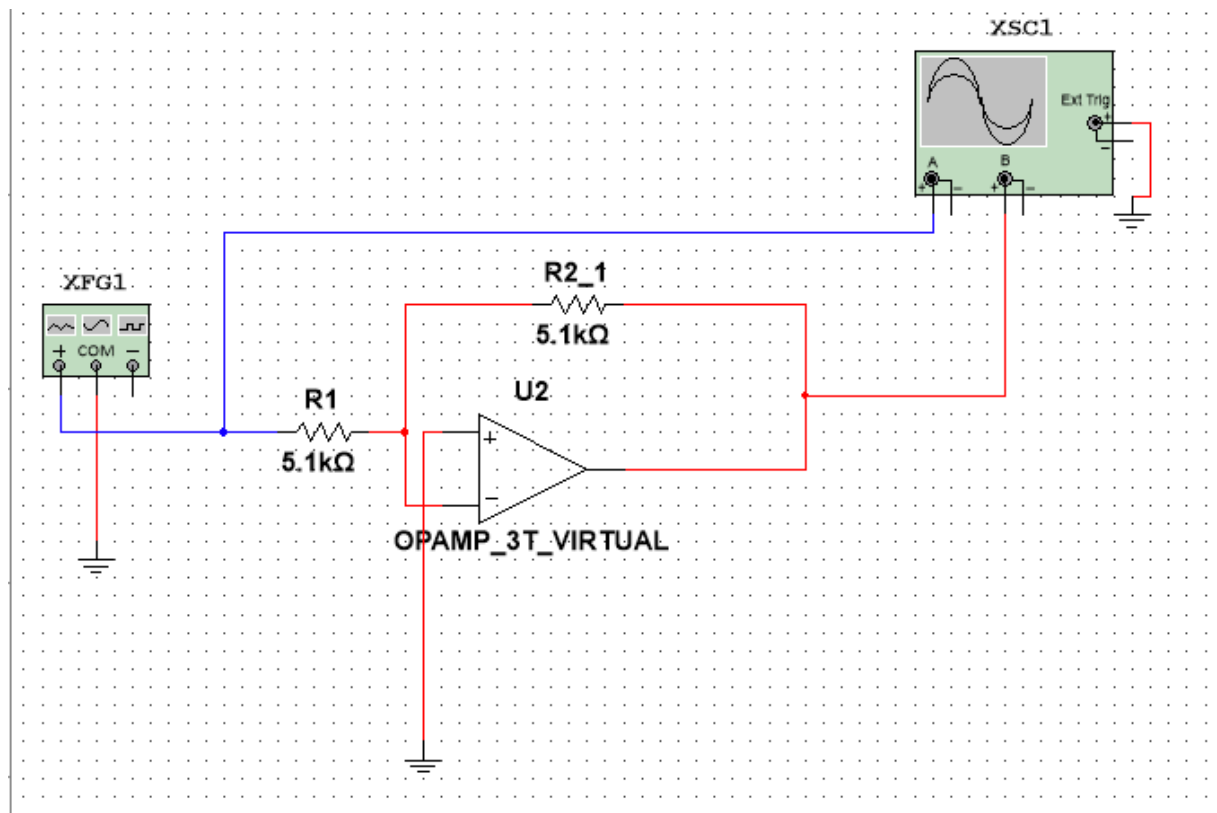 XSC1
Ext Trig
+
−
A
B
+
−
+
−
XFG1
+
COM
−
R2_1
5.1kΩ
R1
5.1kΩ
U2
+
−
OPAMP_3T_VIRTUAL